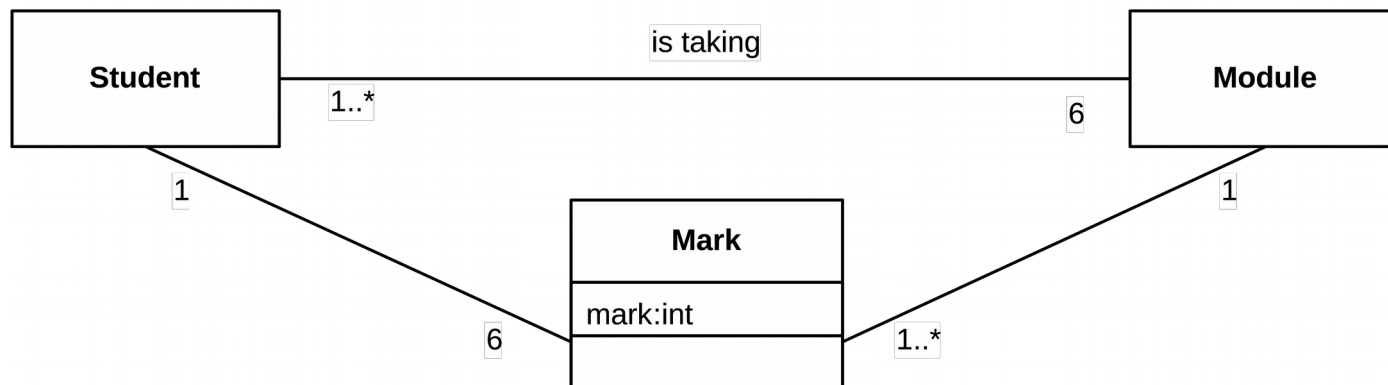 is taking
Student
Module
1..*
6
1
1
Mark
mark:int
6
1..*